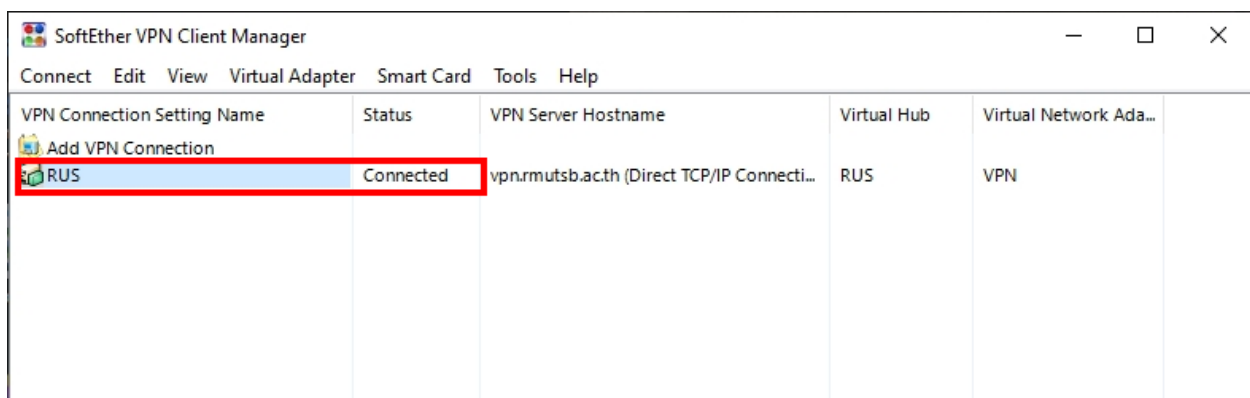 SoftEther VPN Client Manager
Connect Edit View Virtual Adapter Smart Card Tools Help
VPN Connection Setting Name Status VPN Server Hostname Virtual Hub Virtual Network Ada...
Add VPN Connection
RUS Connected vpn.rmutsb.ac.th (Direct TCP/IP Connecti... RUS VPN